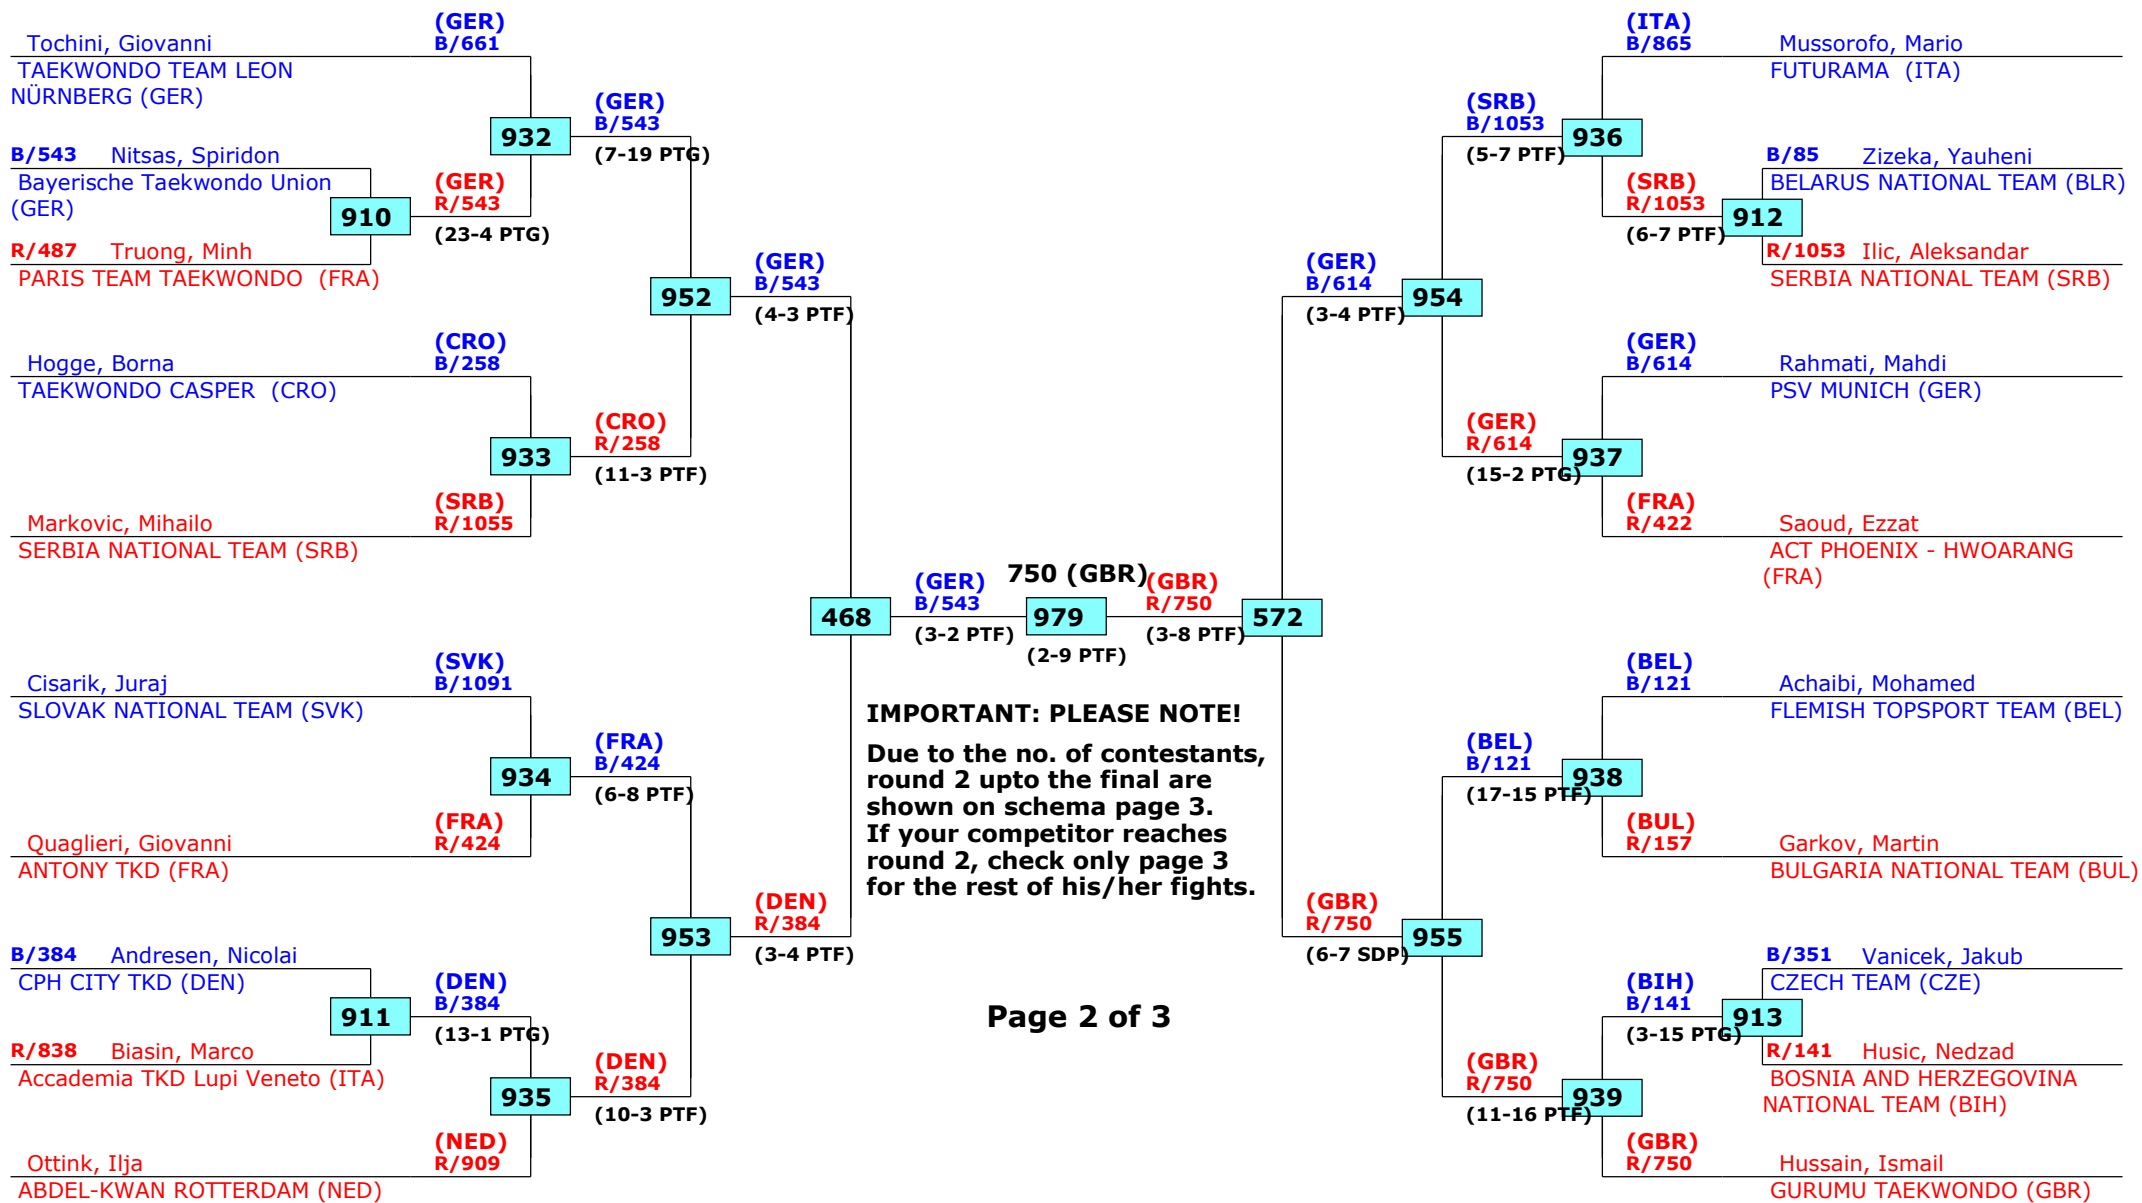 (GER)
B/661
Tochini, Giovanni
TAEKWONDO TEAM LEON
NÜRNBERG (GER)
932
(GER)
B/543
(7-19 PTG)
B/543 Nitsas, Spiridon
Bayerische Taekwondo Union
(GER)
910
(GER)
R/543
(23-4 PTG)
R/487 Truong, Minh
PARIS TEAM TAEKWONDO (FRA)
952
(GER)
B/543
(4-3 PTF)
(CRO)
B/258
Hogge, Borna
TAEKWONDO CASPER (CRO)
933
(CRO)
R/258
(11-3 PTF)
(SRB)
R/1055
Markovic, Mihailo
SERBIA NATIONAL TEAM (SRB)
468
(GER)
B/543
(3-2 PTF)
750 (GBR)
979
(2-9 PTF)
(GBR)
R/750
(3-8 PTF)
572
(SVK)
B/1091
Cisarik, Juraj
SLOVAK NATIONAL TEAM (SVK)
934
(FRA)
B/424
(6-8 PTF)
(FRA)
R/424
Quaglieri, Giovanni
ANTONY TKD (FRA)
953
(DEN)
R/384
(3-4 PTF)
B/384 Andresen, Nicolai
CPH CITY TKD (DEN)
911
(DEN)
B/384
(13-1 PTG)
R/838 Biasin, Marco
Accademia TKD Lupi Veneto (ITA)
935
(DEN)
R/384
(10-3 PTF)
(NED)
R/909
Ottink, Ilja
ABDEL-KWAN ROTTERDAM (NED)
IMPORTANT: PLEASE NOTE!
Due to the no. of contestants,
round 2 upto the final are
shown on schema page 3.
If your competitor reaches
round 2, check only page 3
for the rest of his/her fights.
Page 2 of 3
(ITA)
B/865
Mussorofo, Mario
FUTURAMA (ITA)
(SRB)
B/1053
(5-7 PTF)
936
B/85 Zizeka, Yauheni
BELARUS NATIONAL TEAM (BLR)
(SRB)
R/1053
(6-7 PTF)
912
R/1053 Ilic, Aleksandar
SERBIA NATIONAL TEAM (SRB)
(GER)
B/614
(3-4 PTF)
954
(GER)
B/614
Rahmati, Mahdi
PSV MUNICH (GER)
(GER)
R/614
(15-2 PTG)
937
(FRA)
R/422
Saoud, Ezzat
ACT PHOENIX - HWOARANG
(FRA)
(BEL)
B/121
Achaibi, Mohamed
FLEMISH TOPSPORT TEAM (BEL)
(BEL)
B/121
(17-15 PTF)
938
(BUL)
R/157
Garkov, Martin
BULGARIA NATIONAL TEAM (BUL)
(GBR)
R/750
(6-7 SDP)
955
B/351 Vanicek, Jakub
CZECH TEAM (CZE)
(BIH)
B/141
(3-15 PTG)
913
R/141 Husic, Nedzad
BOSNIA AND HERZEGOVINA
NATIONAL TEAM (BIH)
(GBR)
R/750
(11-16 PTF)
939
(GBR)
R/750
Hussain, Ismail
GURUMU TAEKWONDO (GBR)